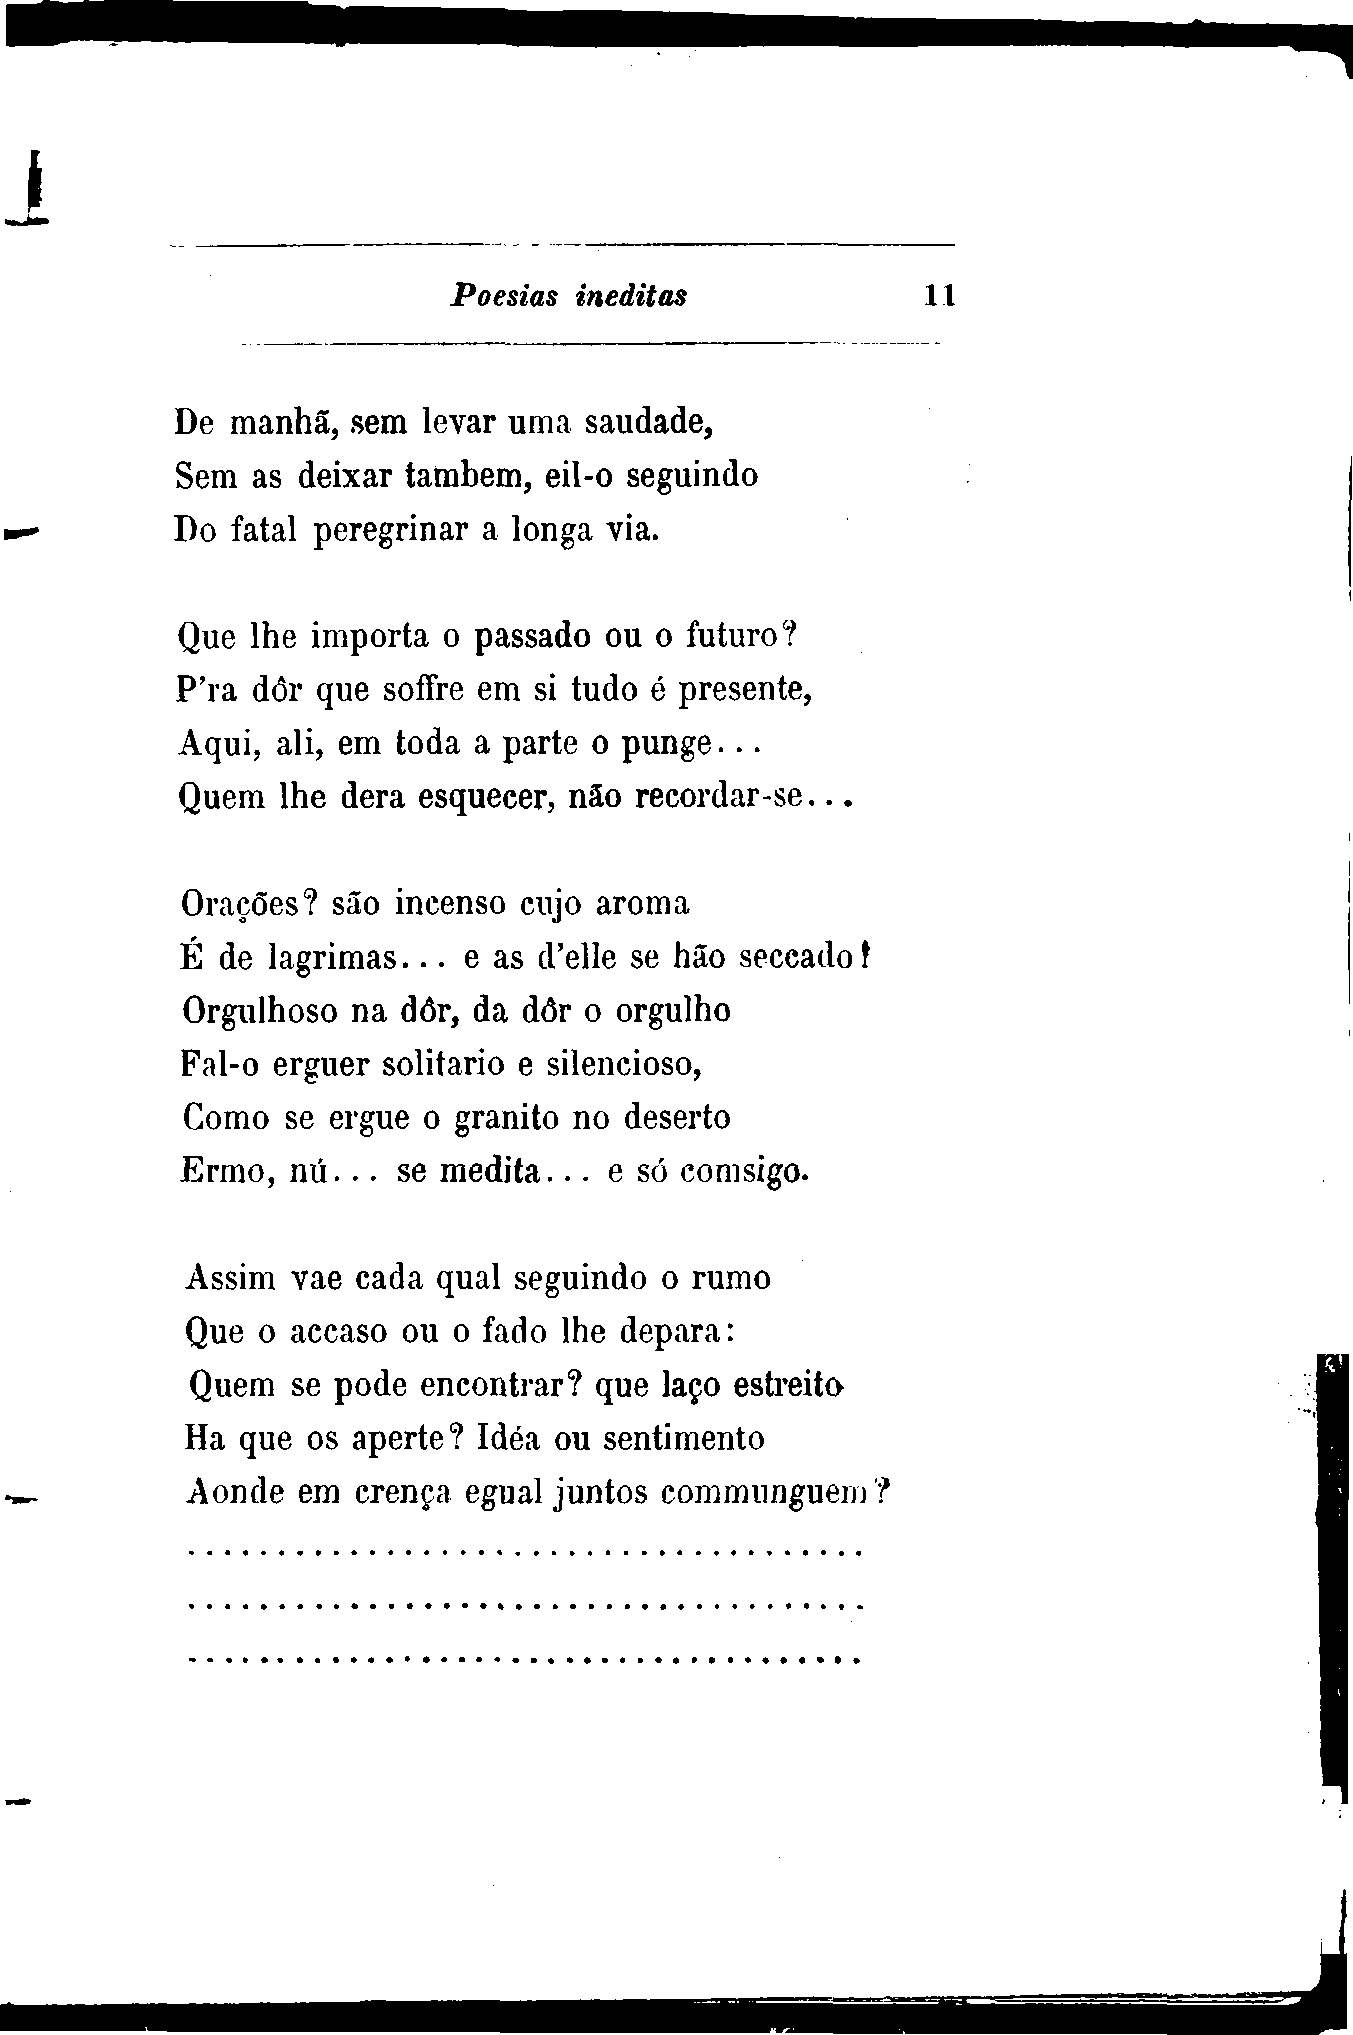 Poesias ineditas 11
De manhã, sem levar uma saudade,
Sem as deixar tambem, eil-o seguindo
Do fatal peregrinar a longa via.
Que lhe importa o passado ou o futuro?
P'ra dôr que soffre em si tudo é presente,
Aqui, ali, em toda a parte o punge...
Quem lhe dera esquecer, não recordar-se...
Orações? são incenso cujo aroma
É de lagrimas... e as d'elle se hão seccado!
Orgulhoso na dôr, da dôr o orgulho
Fal-o erguer solitario e silencioso,
Como se ergue o granito no deserto
Ermo, nú... se medita... e só comsigo.
Assim vae cada qual seguindo o rumo
Que o accaso ou o fado lhe depara:
Quem se pode encontrar? que laço estreito
Ha que os aperte? Idéa ou sentimento
Aonde em crença egual juntos communguem?
......................................
......................................
......................................